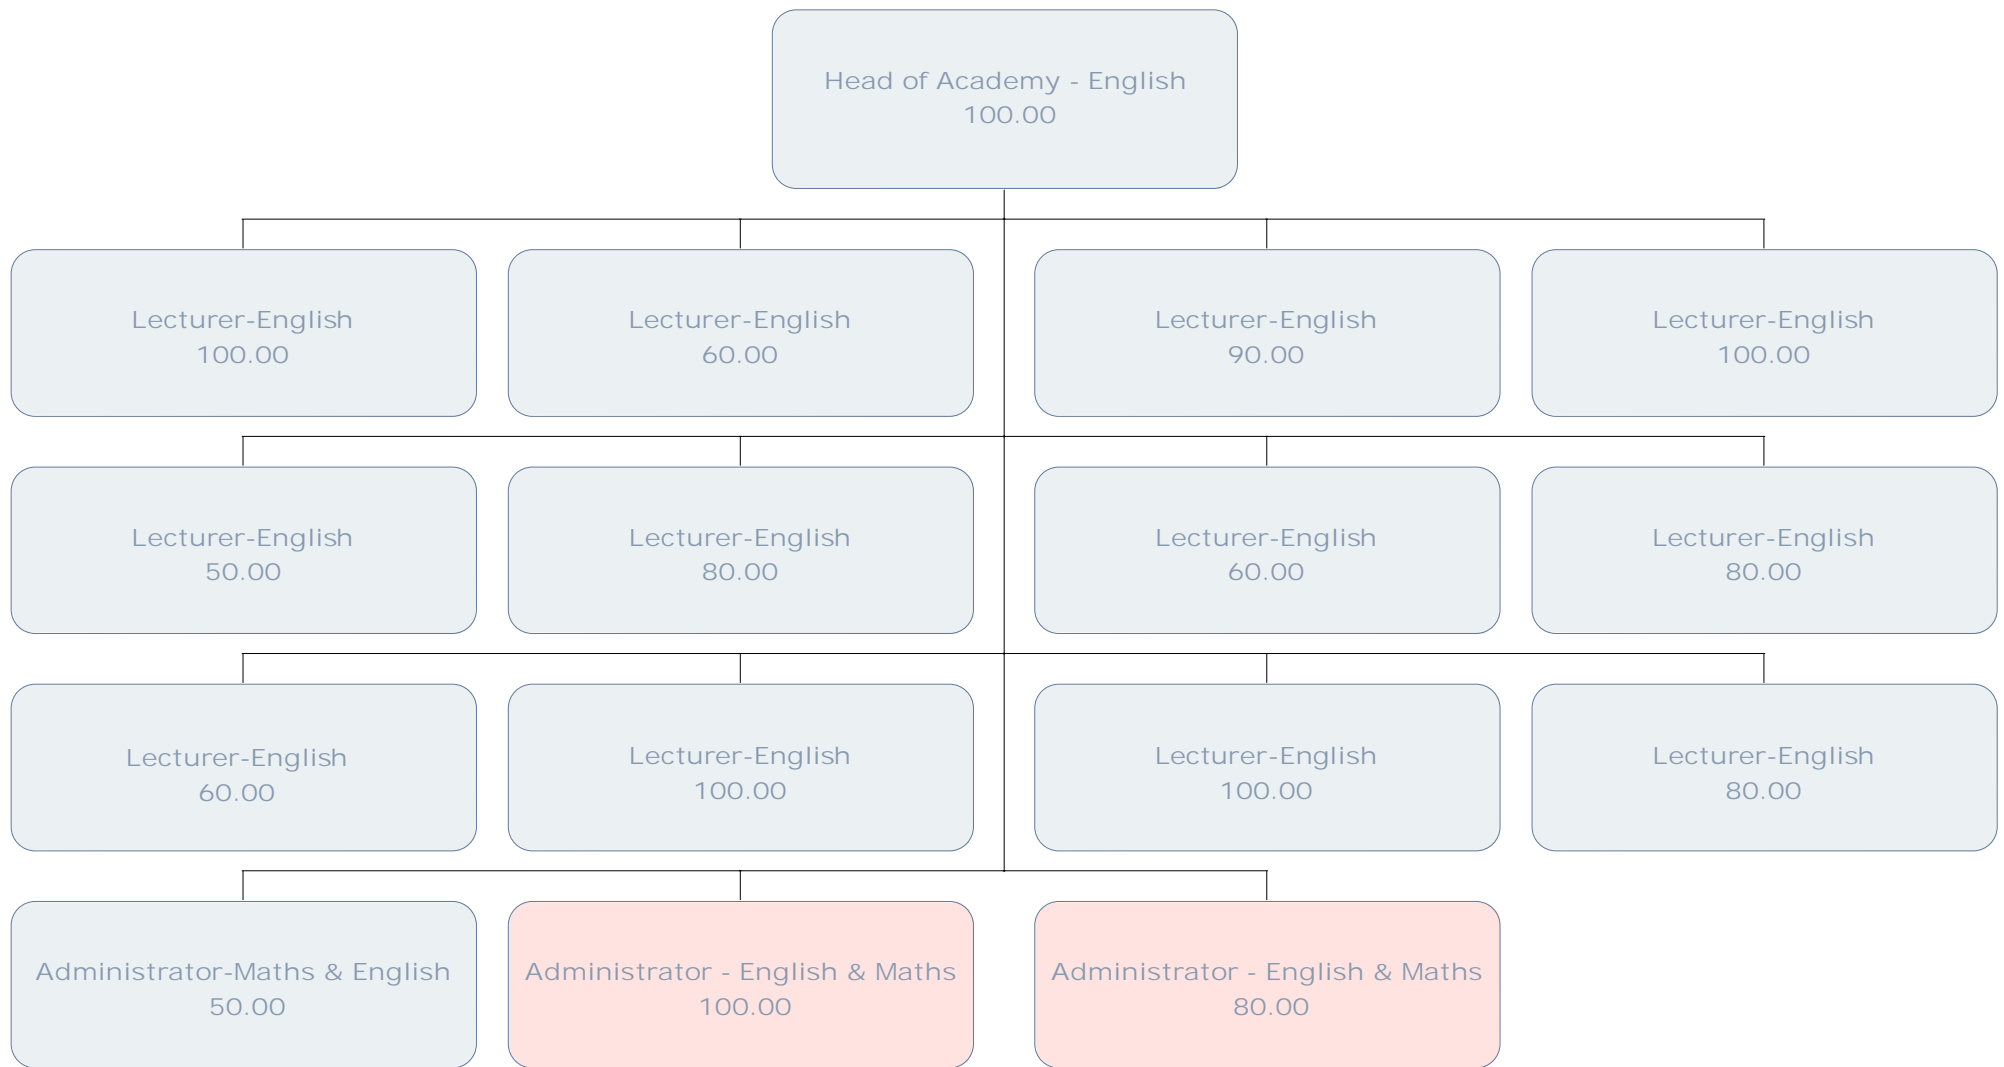 Head of Academy - English
100.00
Lecturer-English
100.00
Lecturer-English
60.00
Lecturer-English
90.00
Lecturer-English
100.00
Lecturer-English
50.00
Lecturer-English
80.00
Lecturer-English
60.00
Lecturer-English
80.00
Lecturer-English
60.00
Lecturer-English
100.00
Lecturer-English
100.00
Lecturer-English
80.00
Administrator-Maths & English
50.00
Administrator - English & Maths
100.00
Administrator - English & Maths
80.00